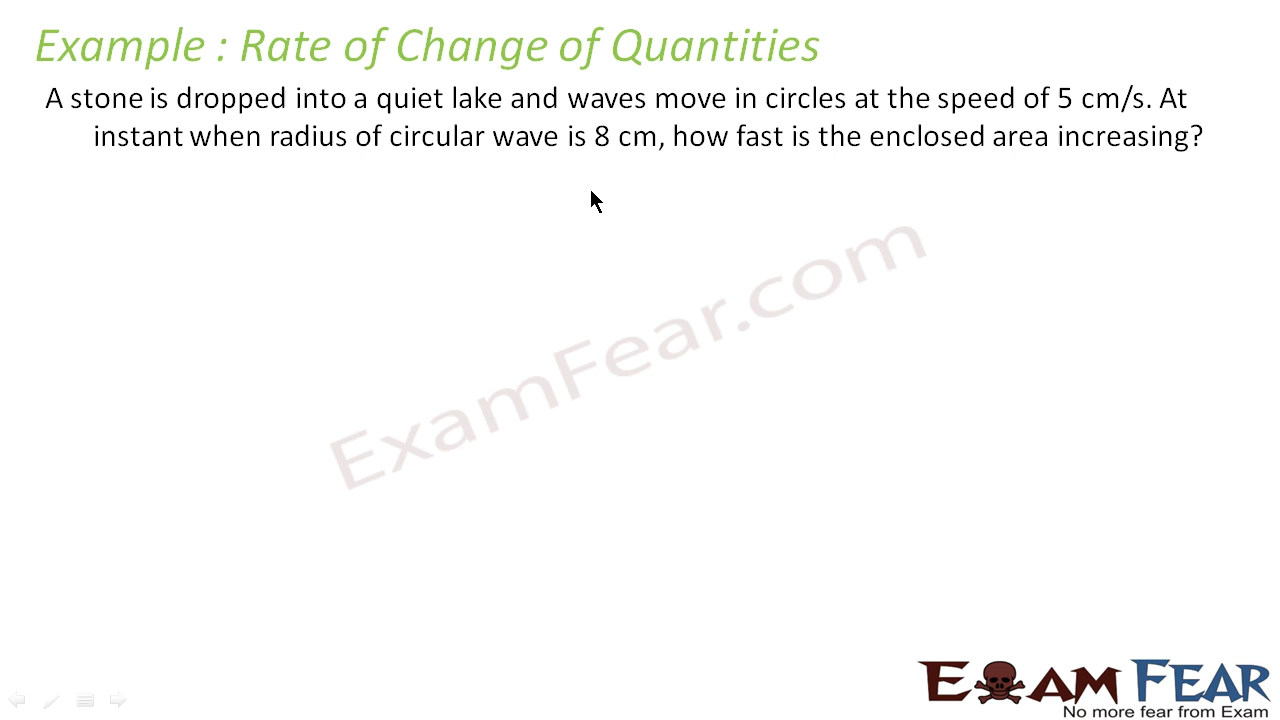 Example : Rate of Change of Quantities
A stone is dropped into a quiet lake and waves move in circles at the speed of 5 cm/s. At
instant when radius of circular wave is 8 cm, how fast is the enclosed area increasing?
ExamFear.com
EXAM FEAR
No more fear from Exam